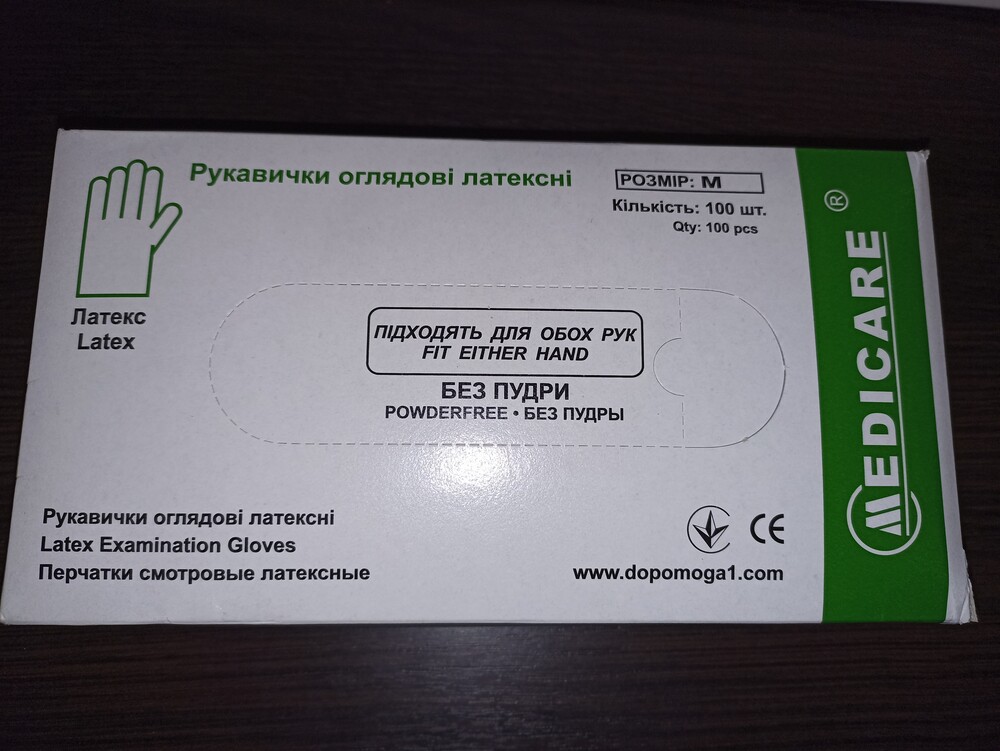 Рукавички оглядові латексні
РОЗМІР: M
Кількість: 100 шт.
Qty: 100 pcs
Латекс
Latex
ПІДХОДЯТЬ ДЛЯ ОБОХ РУК
FIT EITHER HAND
БЕЗ ПУДРИ
POWDERFREE • БЕЗ ПУДРЫ
Рукавички оглядові латексні
Latex Examination Gloves
Перчатки смотровые латексные
CE
www.dopomoga1.com
MEDICARE ®